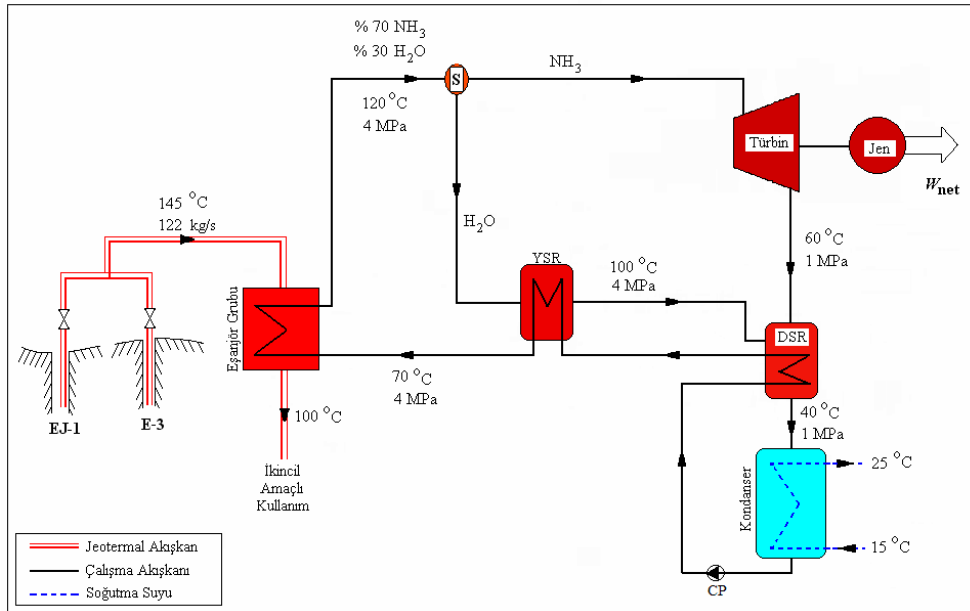 % 70 NH3
% 30 H2O
S
NH3
120 °C
4 MPa
Türbin
Jen
Wnet
145 °C
122 kg/s
H2O
60 °C
1 MPa
YSR
100 °C
4 MPa
Eşanjör Grubu
DSR
70 °C
4 MPa
100 °C
40 °C
1 MPa
EJ-1
E-3
İkincil
Amaçlı
Kullanım
Kondanser
25 °C
15 °C
CP
Jeotermal Akışkan
Çalışma Akışkanı
Soğutma Suyu